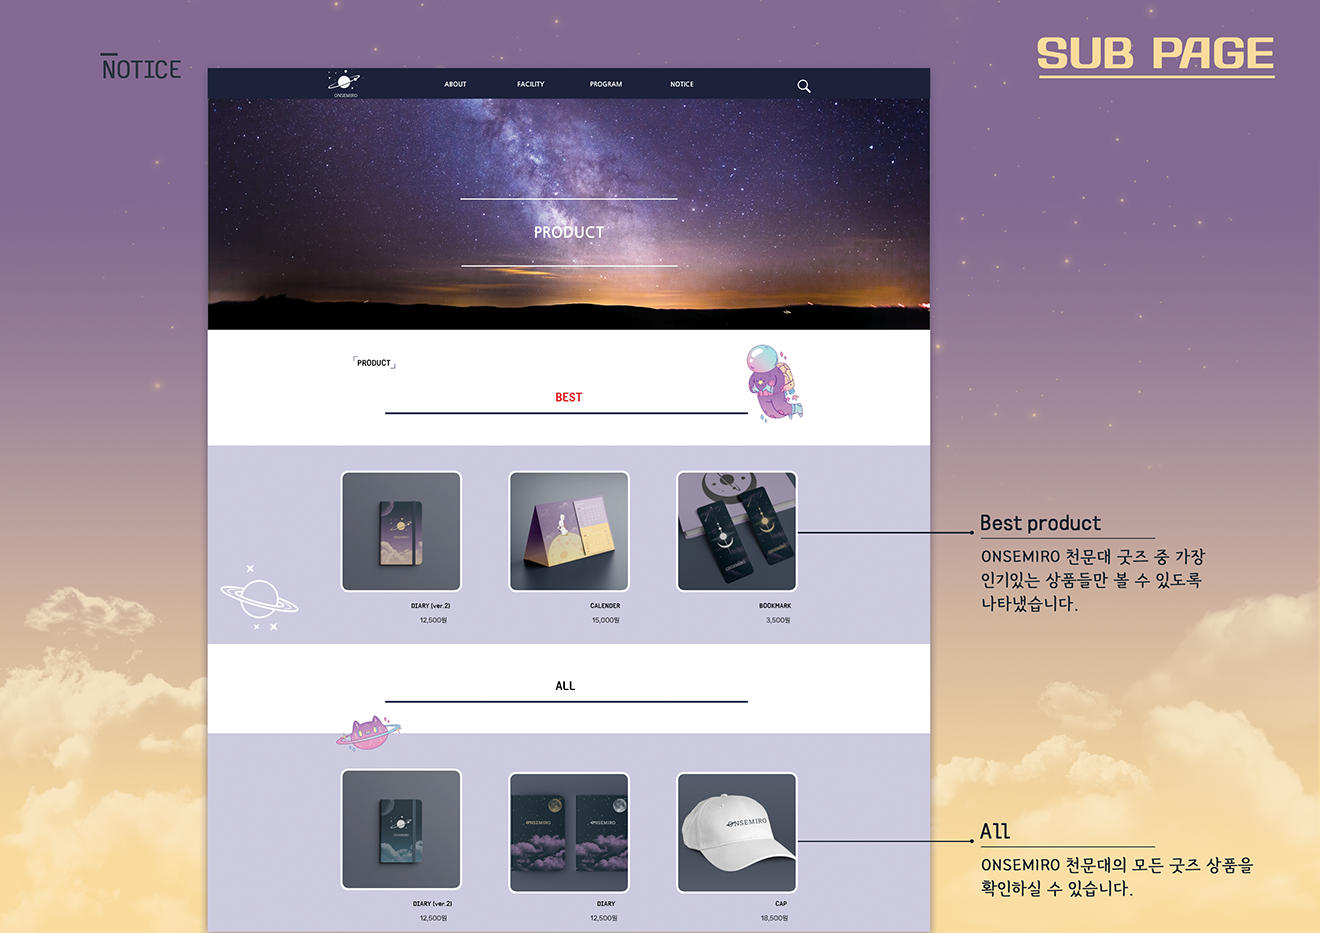 NOTICE
SUB PAGE
ONSEMIRO
ABOUT
FACILITY
PROGRAM
NOTICE
PRODUCT
PRODUCT
BEST
DIARY (ver.2)
12,500원
CALENDER
15,000원
ONSEMIRO
BOOKMARK
3,500원
Best product
ONSEMIRO 천문대 굿즈 중 가장
인기있는 상품들만 볼 수 있도록
나타냈습니다.
ALL
DIARY (ver.2)
12,500원
ONSEMIRO
ONSEMIRO
DIARY
12,500원
ONSEMIRO
CAP
18,500원
All
ONSEMIRO 천문대의 모든 굿즈 상품을
확인하실 수 있습니다.